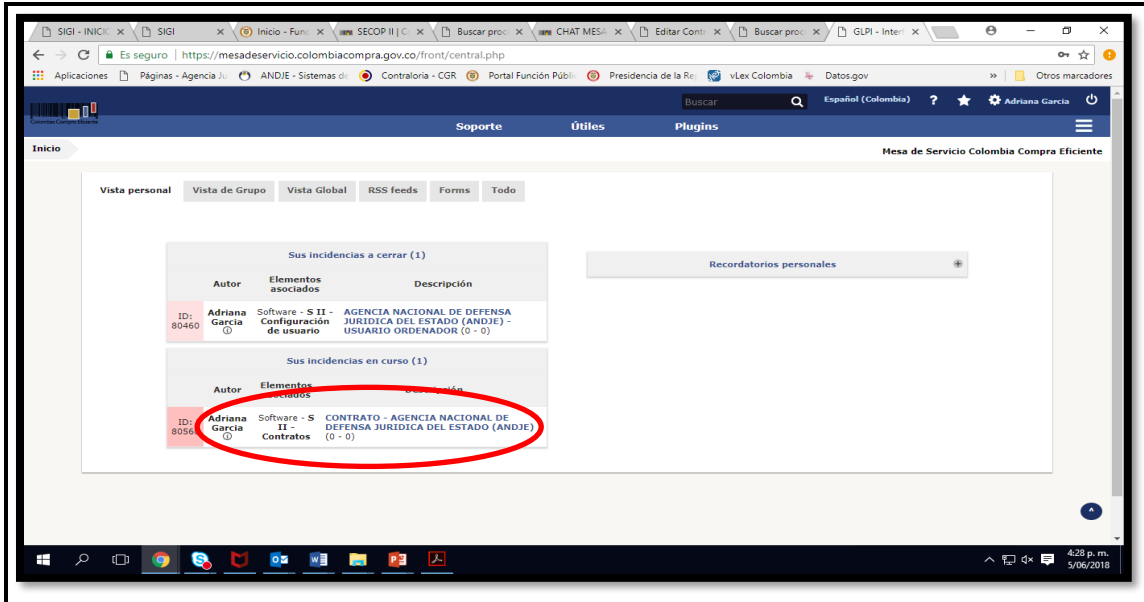 SIGI - INICIC
SIGI
Inicio - Func
SECOP II | C
Buscar proc
CHAT MESA
Editar Contr
Buscar proc
GLPI - Interf
Es seguro | https://mesadeservicio.colombiacompra.gov.co/front/central.php
Aplicaciones Páginas - Agencia Ju ANDJE - Sistemas de Contraloria - CGR Portal Función Públic Presidencia de la Re vLex Colombia Datos.gov » Otros marcadores
Buscar Español (Colombia) ? Adriana Garcia
Colombia Compra Eficiente
Soporte Útiles Plugins
Inicio
Mesa de Servicio Colombia Compra Eficiente
Vista personal Vista de Grupo Vista Global RSS feeds Forms Todo
Sus incidencias a cerrar (1)
Autor Elementos asociados Descripción
ID: 80460
Adriana Garcia
Software - S II - Configuración de usuario
AGENCIA NACIONAL DE DEFENSA
JURIDICA DEL ESTADO (ANDJE) -
USUARIO ORDENADOR (0 - 0)
Sus incidencias en curso (1)
Autor Elementos asociados Descripción
ID:
Adriana Garcia
Software - S II - Contratos
CONTRATO - AGENCIA NACIONAL DE
DEFENSA JURIDICA DEL ESTADO (ANDJE)
(0 - 0)
Recordatorios personales
4:28 p. m.
5/06/2018